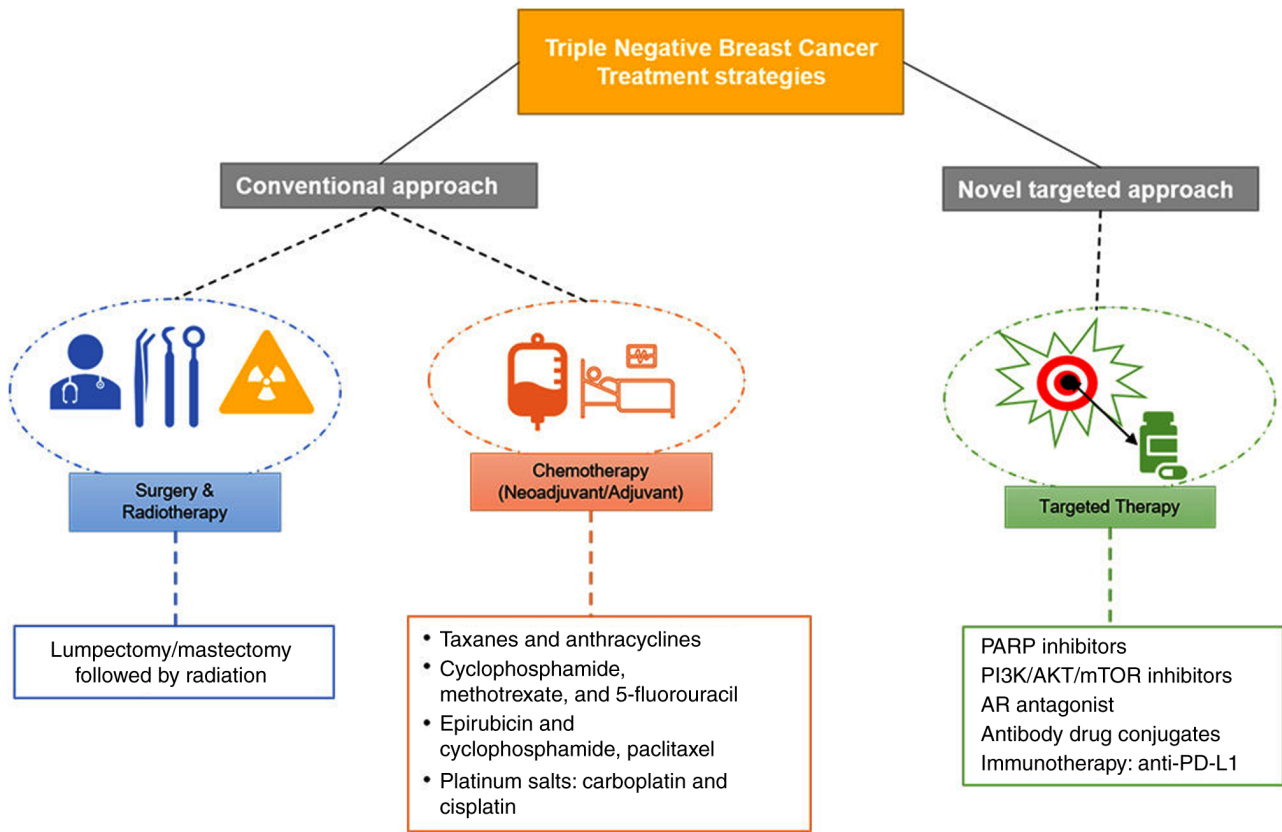 Triple Negative Breast Cancer
Treatment strategies
Conventional approach
Novel targeted approach
Surgery &
Radiotherapy
Chemotherapy
(Neoadjuvant/Adjuvant)
Targeted Therapy
Lumpectomy/mastectomy
followed by radiation
• Taxanes and anthracyclines
• Cyclophosphamide,
methotrexate, and 5-fluorouracil
• Epirubicin and
cyclophosphamide, paclitaxel
• Platinum salts: carboplatin and
cisplatin
PARP inhibitors
PI3K/AKT/mTOR inhibitors
AR antagonist
Antibody drug conjugates
Immunotherapy: anti-PD-L1